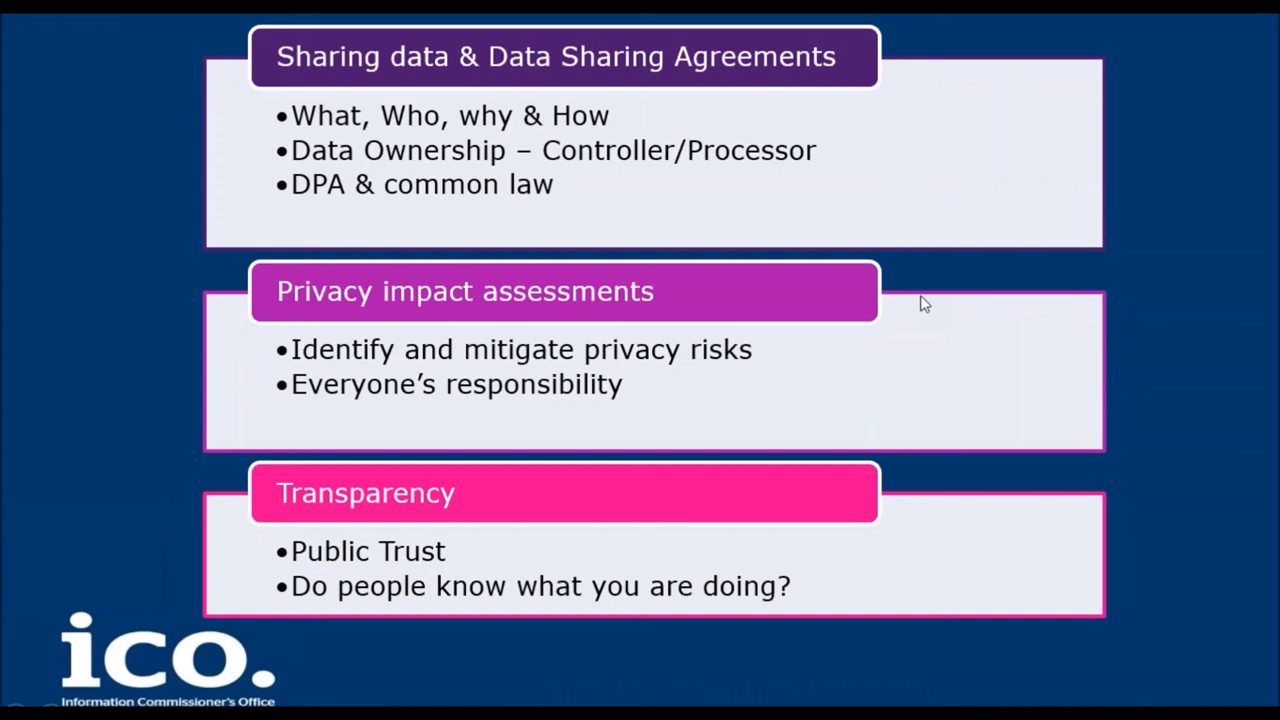 Sharing data & Data Sharing Agreements
•What, Who, why & How
•Data Ownership – Controller/Processor
•DPA & common law
Privacy impact assessments
•Identify and mitigate privacy risks
•Everyone’s responsibility
Transparency
•Public Trust
•Do people know what you are doing?
ico.
Information Commissioner's Office